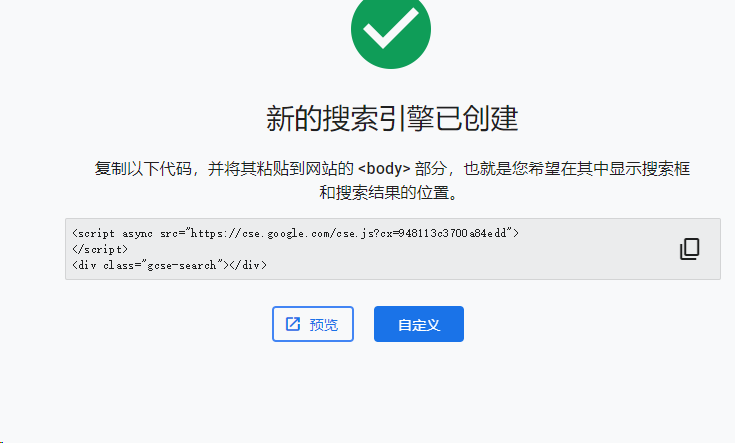 新的搜索引擎已创建
复制以下代码，并将其粘贴到网站的 <body> 部分，也就是您希望在其中显示搜索框
和搜索结果的位置。
<script async src="https://cse.google.com/cse.js?cx=948113c3700a84edd">
</script>
<div class="gcse-search"></div>
预览
自定义